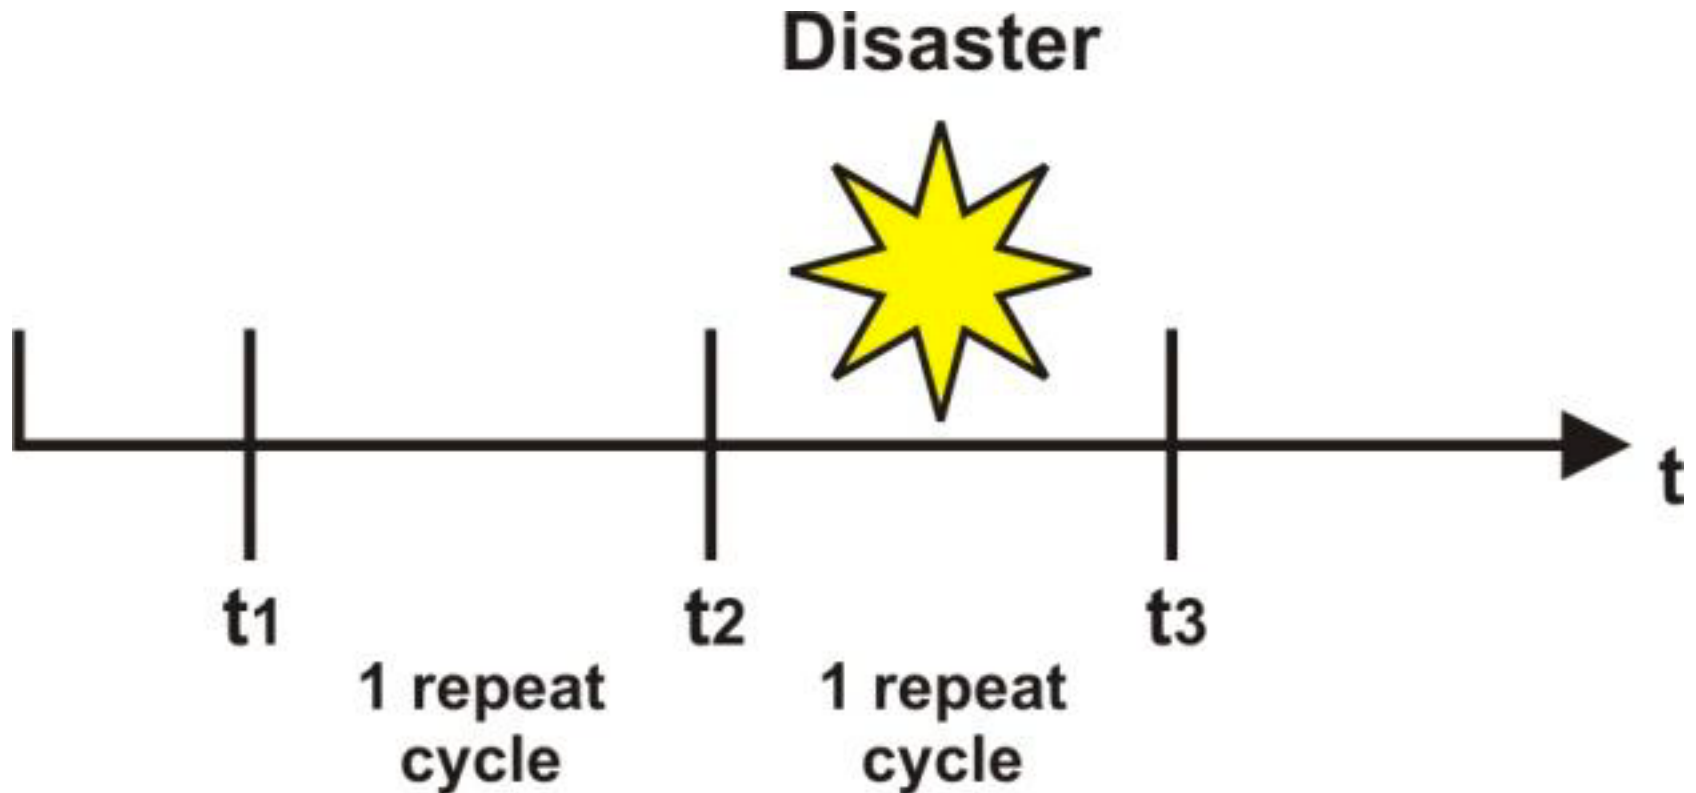 Disaster
t
t1
t2
t3
1 repeat
cycle
1 repeat
cycle